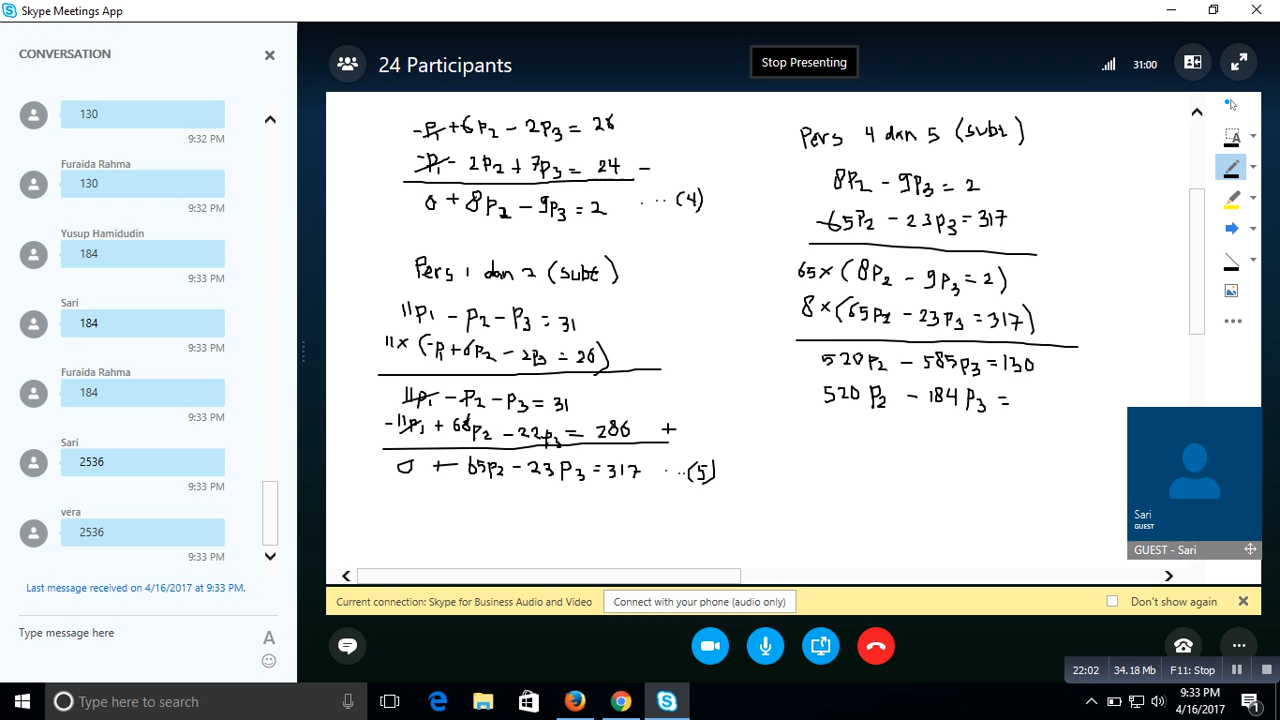 Skype Meetings App
CONVERSATION
130
9:32 PM
Furaida Rahma
130
9:32 PM
Yusup Hamidudin
184
9:33 PM
Sari
184
9:33 PM
Furaida Rahma
184
9:33 PM
Sari
2536
9:33 PM
vera
2536
9:33 PM
Last message received on 4/16/2017 at 9:33 PM.
Type message here
A
24 Participants
Stop Presenting
31:00
-P₁ + 6P₂ - 2P₃ = 26
-P₁ - 2P₂ + 7P₃ = 24 -
0 + 8P₂ - 9P₃ = 2 ... (4)
Pers 1 dan 2 (subt)
11P₁ - P₂ - P₃ = 31
11 × (-P₁ + 6P₂ - 2P₃ = 26)
11P₁ - P₂ - P₃ = 31
-11P₁ + 66P₂ - 22P₃ = 286 +
0 + 65P₂ - 23P₃ = 317 ... (5)
Pers 4 dan 5 (subt)
8P₂ - 9P₃ = 2
65P₂ - 23P₃ = 317
65 × (8P₂ - 9P₃ = 2)
8 × (65P₂ - 23P₃ = 317)
520P₂ - 585P₃ = 130
520P₂ - 184P₃ =
Sari
GUEST
GUEST - Sari
Current connection: Skype for Business Audio and Video
Connect with your phone (audio only)
Don't show again
22:02
34.18 Mb
F11: Stop
Type here to search
9:33 PM
4/16/2017